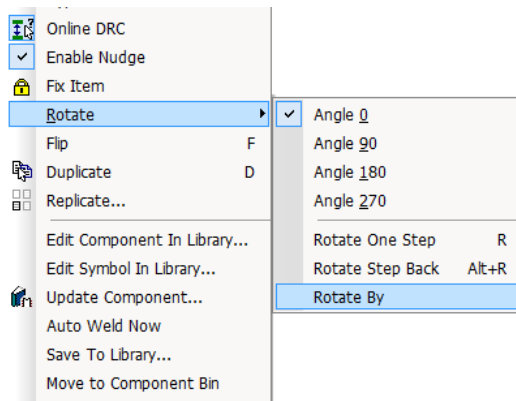 Online DRC
Enable Nudge
Fix Item
Rotate
Flip F
Duplicate D
Replicate...
Edit Component In Library...
Edit Symbol In Library...
Update Component...
Auto Weld Now
Save To Library...
Move to Component Bin
Angle 0
Angle 90
Angle 180
Angle 270
Rotate One Step R
Rotate Step Back Alt+R
Rotate By